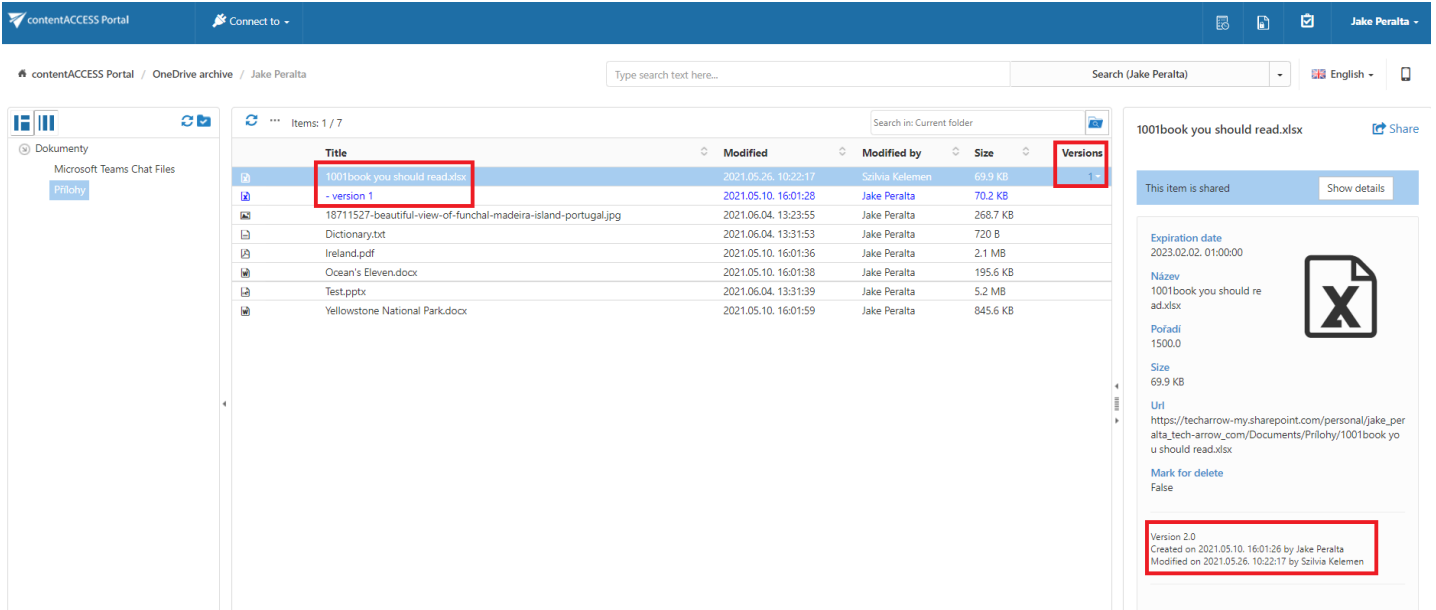 contentACCESS Portal
Connect to
Jake Peralta
contentACCESS Portal / OneDrive archive / Jake Peralta
Type search text here...
Search (Jake Peralta)
English
Items: 1 / 7
Search in: Current folder
Dokumenty
Microsoft Teams Chat Files
Přílohy
Title Modified Modified by Size Versions
1001book you should read.xlsx 2021.05.26. 10:22:17 Szilvia Kelemen 69.9 KB 1
- version 1 2021.05.10. 16:01:28 Jake Peralta 70.2 KB
18711527-beautiful-view-of-funchal-madeira-island-portugal.jpg 2021.06.04. 13:23:55 Jake Peralta 268.7 KB
Dictionary.txt 2021.06.04. 13:31:53 Jake Peralta 720 B
Ireland.pdf 2021.05.10. 16:01:36 Jake Peralta 2.1 MB
Ocean's Eleven.docx 2021.05.10. 16:01:38 Jake Peralta 195.6 KB
Test.pptx 2021.06.04. 13:31:39 Jake Peralta 5.2 MB
Yellowstone National Park.docx 2021.05.10. 16:01:59 Jake Peralta 845.6 KB
1001book you should read.xlsx
Share
This item is shared
Show details
Expiration date
2023.02.02. 01:00:00
Název
1001book you should re
ad.xlsx
Pořadí
1500.0
Size
69.9 KB
Url
https://techarrow-my.sharepoint.com/personal/jake_per
alta_tech-arrow_com/Documents/Prílohy/1001book yo
u should read.xlsx
Mark for delete
False
Version 2.0
Created on 2021.05.10. 16:01:26 by Jake Peralta
Modified on 2021.05.26. 10:22:17 by Szilvia Kelemen